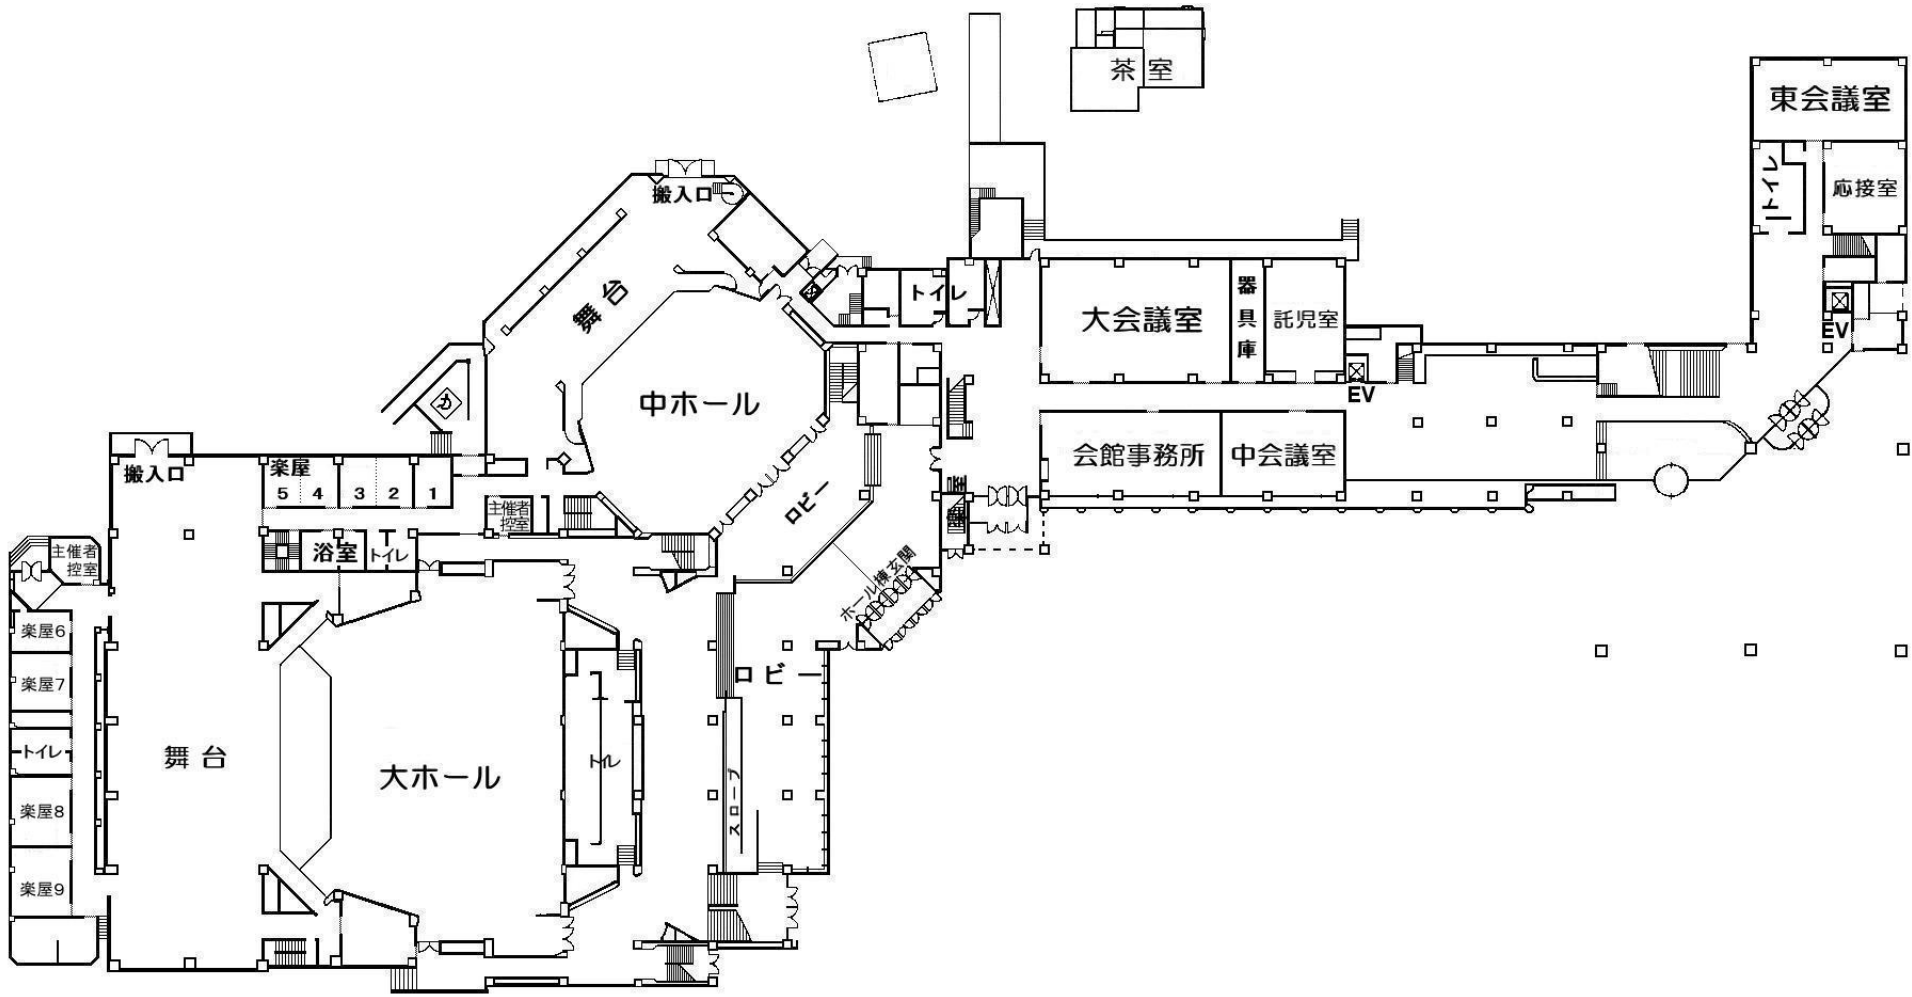 茶室
東会議室
トイレ
応接室
EV
搬入口
舞台
トイレ
大会議室
器具庫
託児室
EV
中ホール
会館事務所
中会議室
ロビー
搬入口
楽屋
5 4 3 2 1
主催者
控室
浴室
トイレ
主催者
控室
ホール棟玄関
楽屋6
楽屋7
トイレ
楽屋8
楽屋9
舞台
大ホール
トイレ
ロビー
スロープ